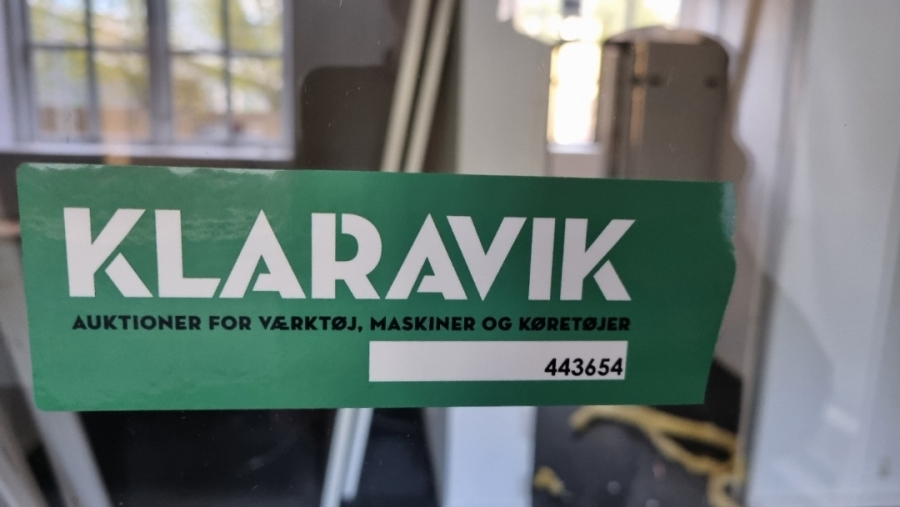 KLARAVIK
AUKTIONER FOR VÆRKTØJ, MASKINER OG KØRETØJER
443654